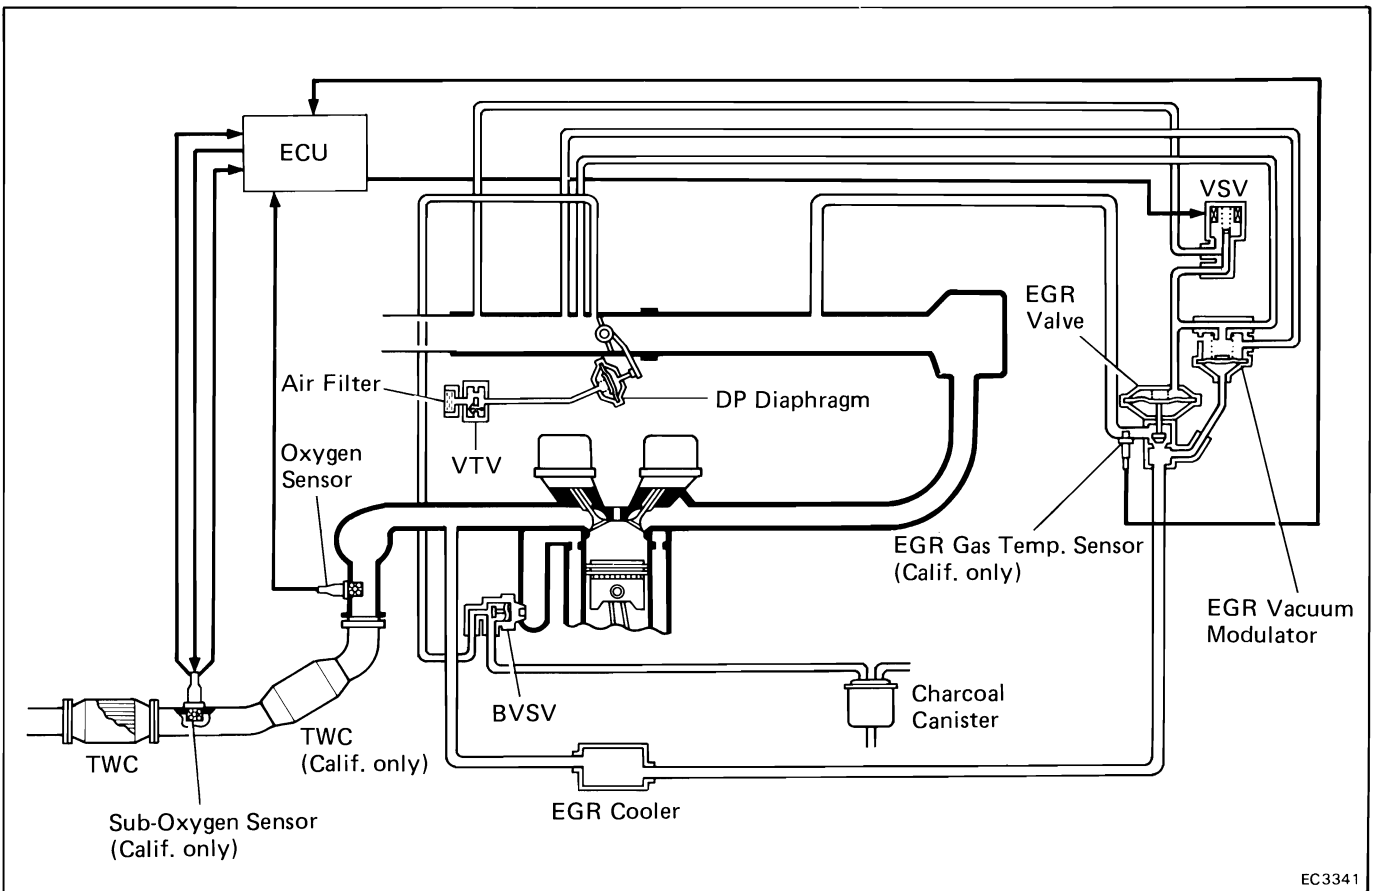 ECU
VSV
EGR
Valve
Air Filter
DP Diaphragm
VTV
Oxygen
Sensor
EGR Gas Temp. Sensor
(Calif. only)
EGR Vacuum
Modulator
BVSV
Charcoal
Canister
TWC
(Calif. only)
TWC
EGR Cooler
Sub-Oxygen Sensor
(Calif. only)
EC3341